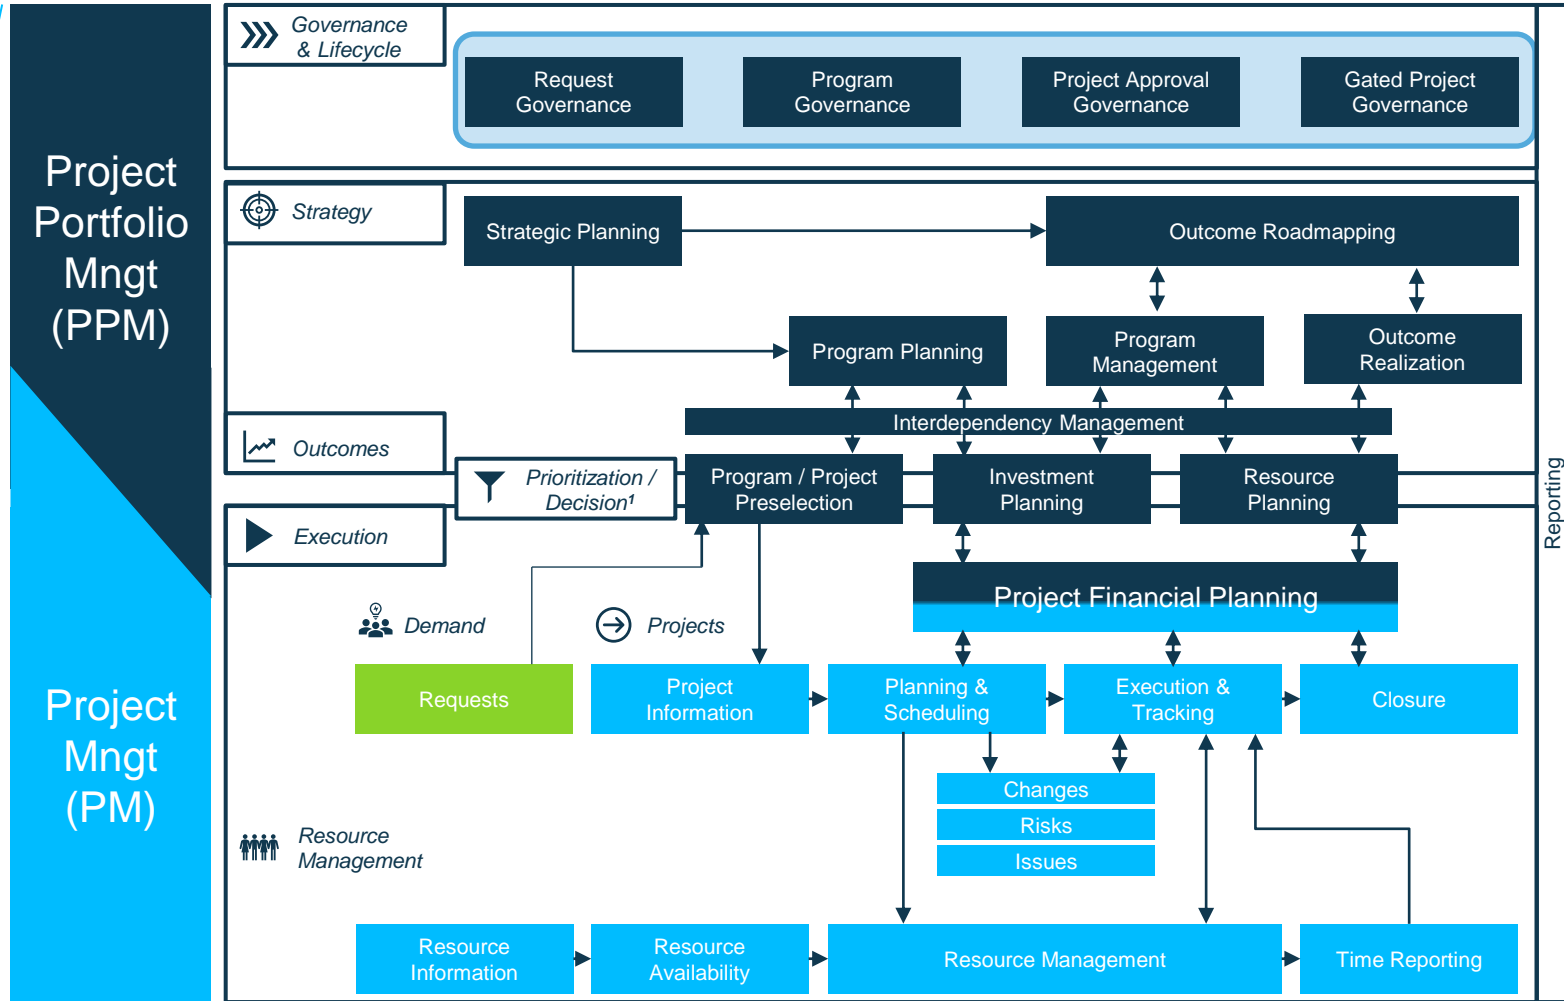 Project
Portfolio
Mngt
(PPM)
Project
Mngt
(PM)
Governance
& Lifecycle
Request
Governance
Program
Governance
Project Approval
Governance
Gated Project
Governance
Strategy
Strategic Planning
Outcome Roadmapping
Program Planning
Program
Management
Outcome
Realization
Interdependency Management
Outcomes
Prioritization /
Decision¹
Program / Project
Preselection
Investment
Planning
Resource
Planning
Execution
Project Financial Planning
Demand
Projects
Requests
Project
Information
Planning &
Scheduling
Execution &
Tracking
Closure
Changes
Risks
Issues
Resource
Management
Resource
Information
Resource
Availability
Resource Management
Time Reporting
Reporting